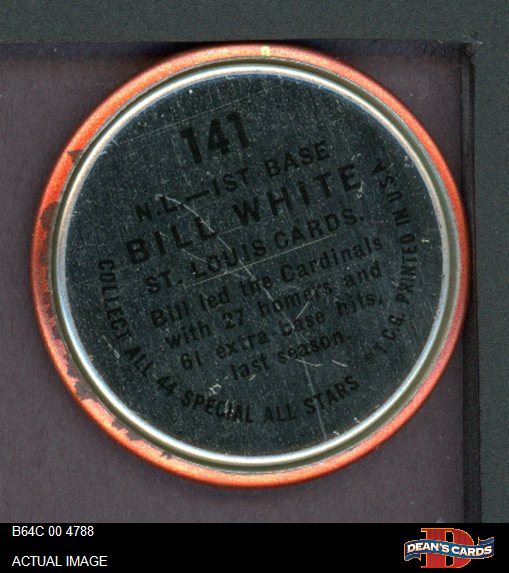 141
N.L.—1ST BASE
BILL WHITE
ST. LOUIS CARDS.
Bill led the Cardinals
with 27 homers and
61 extra base hits,
last season.
COLLECT ALL 44 SPECIAL ALL STARS
T.C.G. PRINTED IN U.S.A.
B64C 00 4788
ACTUAL IMAGE
DEAN'S CARDS